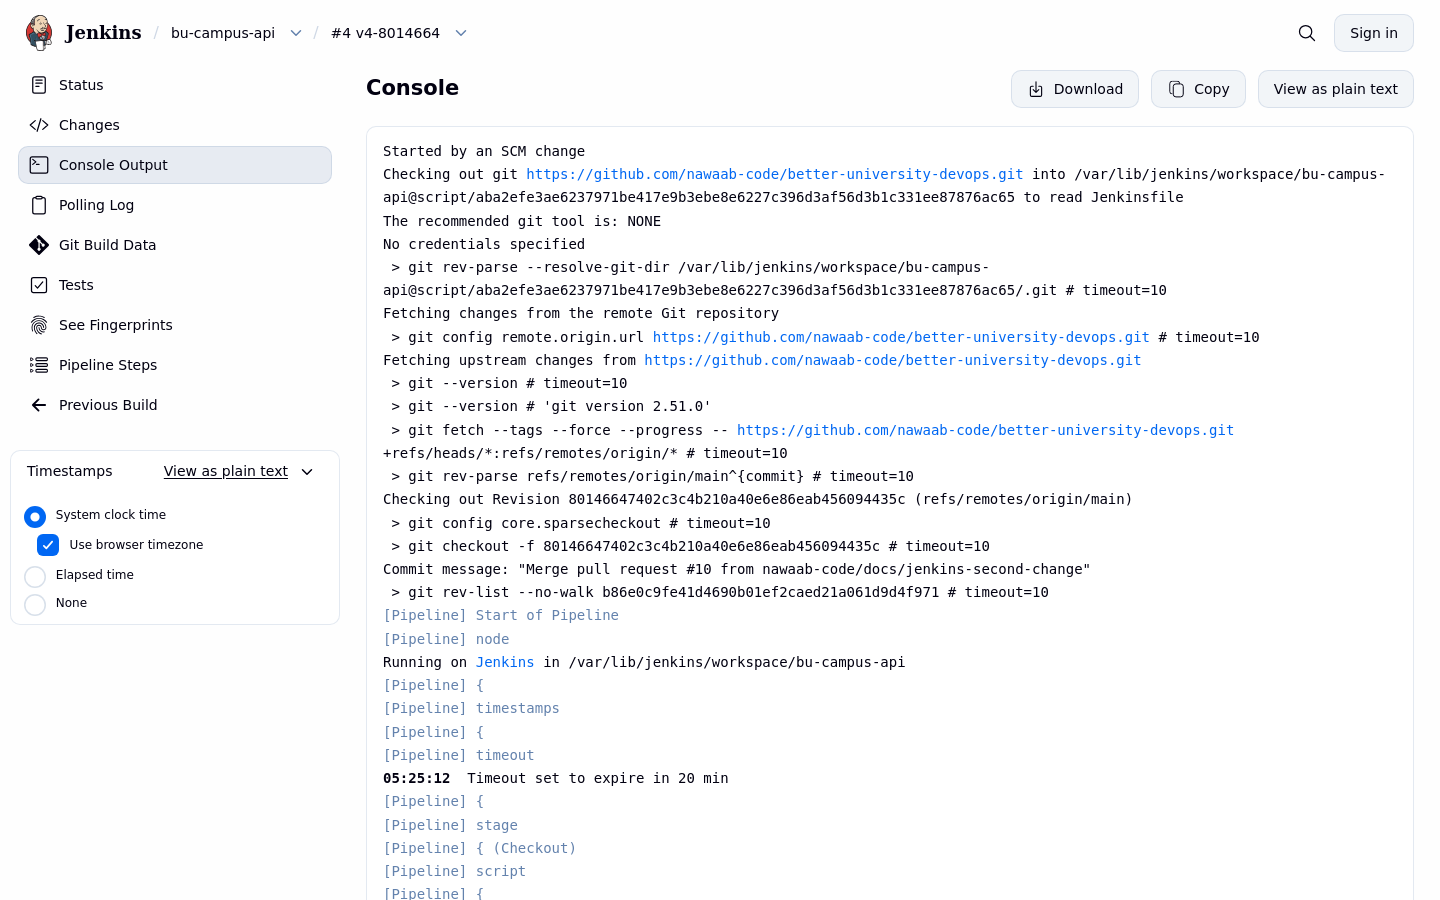 Jenkins / bu-campus-api / #4 v4-8014664
Sign in
Status
Changes
Console Output
Polling Log
Git Build Data
Tests
See Fingerprints
Pipeline Steps
Previous Build
Timestamps
View as plain text
System clock time
Use browser timezone
Elapsed time
None
Console
Download
Copy
View as plain text
Started by an SCM change
Checking out git https://github.com/nawaab-code/better-university-devops.git into /var/lib/jenkins/workspace/bu-campus-
api@script/aba2efe3ae6237971be417e9b3ebe8e6227c396d3af56d3b1c331ee87876ac65 to read Jenkinsfile
The recommended git tool is: NONE
No credentials specified
> git rev-parse --resolve-git-dir /var/lib/jenkins/workspace/bu-campus-
api@script/aba2efe3ae6237971be417e9b3ebe8e6227c396d3af56d3b1c331ee87876ac65/.git # timeout=10
Fetching changes from the remote Git repository
> git config remote.origin.url https://github.com/nawaab-code/better-university-devops.git # timeout=10
Fetching upstream changes from https://github.com/nawaab-code/better-university-devops.git
> git --version # timeout=10
> git --version # 'git version 2.51.0'
> git fetch --tags --force --progress -- https://github.com/nawaab-code/better-university-devops.git
+refs/heads/*:refs/remotes/origin/* # timeout=10
> git rev-parse refs/remotes/origin/main^{commit} # timeout=10
Checking out Revision 80146647402c3c4b210a40e6e86eab456094435c (refs/remotes/origin/main)
> git config core.sparsecheckout # timeout=10
> git checkout -f 80146647402c3c4b210a40e6e86eab456094435c # timeout=10
Commit message: "Merge pull request #10 from nawaab-code/docs/jenkins-second-change"
> git rev-list --no-walk b86e0c9fe41d4690b01ef2caed21a061d9d4f971 # timeout=10
[Pipeline] Start of Pipeline
[Pipeline] node
Running on Jenkins in /var/lib/jenkins/workspace/bu-campus-api
[Pipeline] {
[Pipeline] timestamps
[Pipeline] {
[Pipeline] timeout
05:25:12 Timeout set to expire in 20 min
[Pipeline] {
[Pipeline] stage
[Pipeline] { (Checkout)
[Pipeline] script
[Pipeline] {